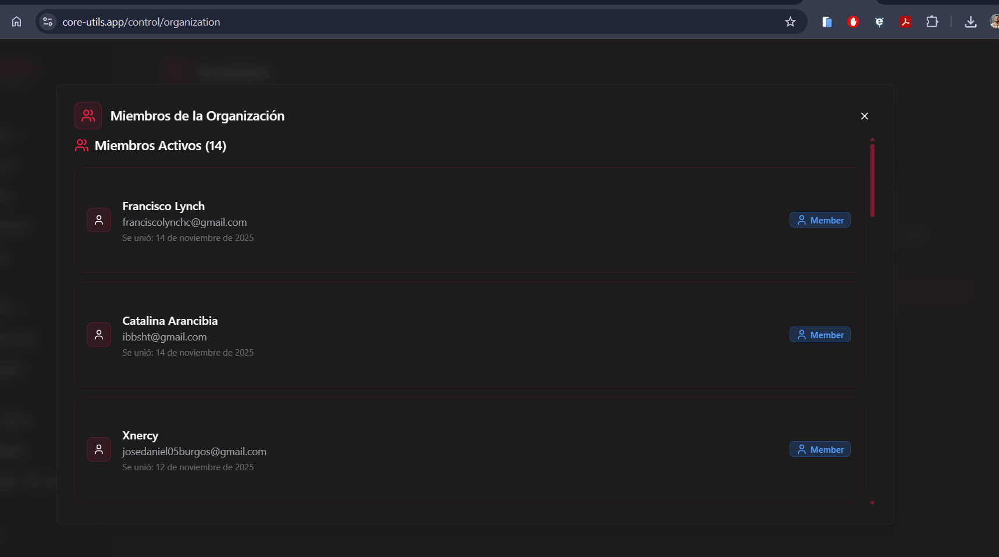 core-utils.app/control/organization
Miembros de la Organización
Miembros Activos (14)
Francisco Lynch
franciscolynchc@gmail.com
Se unió: 14 de noviembre de 2025
Member
Catalina Arancibia
ibbsht@gmail.com
Se unió: 14 de noviembre de 2025
Member
Xnercy
josedaniel05burgos@gmail.com
Se unió: 12 de noviembre de 2025
Member